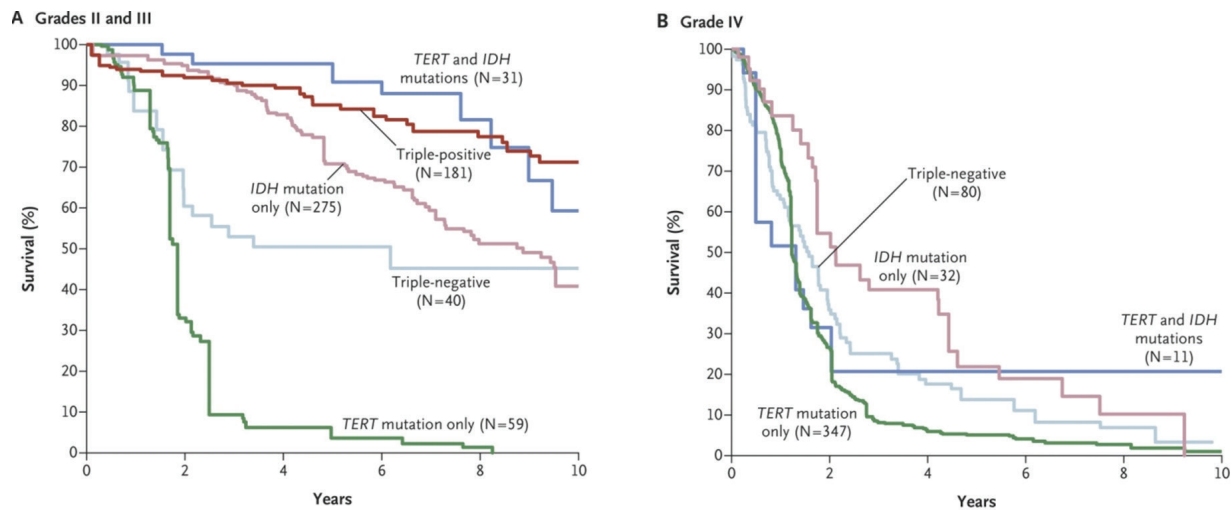 A Grades II and III
100
90
80
70
60
50
40
30
20
10
0
Survival (%)
0 2 4 6 8 10
Years
TERT and IDH
mutations (N=31)
Triple-positive
(N=181)
IDH mutation
only (N=275)
Triple-negative
(N=40)
TERT mutation only (N=59)
B Grade IV
100
90
80
70
60
50
40
30
20
10
0
Survival (%)
0 2 4 6 8 10
Years
Triple-negative
(N=80)
IDH mutation
only (N=32)
TERT and IDH
mutations
(N=11)
TERT mutation
only (N=347)